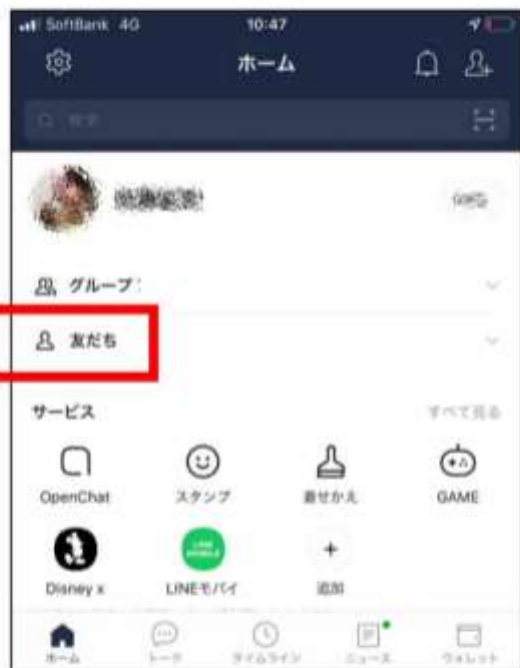 SoftBank 4G 10:47
ホーム
検索
グループ
友だち
サービス すべて見る
OpenChat スタンプ 着せかえ GAME
Disney x LINEモバイ 追加
ホーム トーク タイムライン ニュース ウォレット